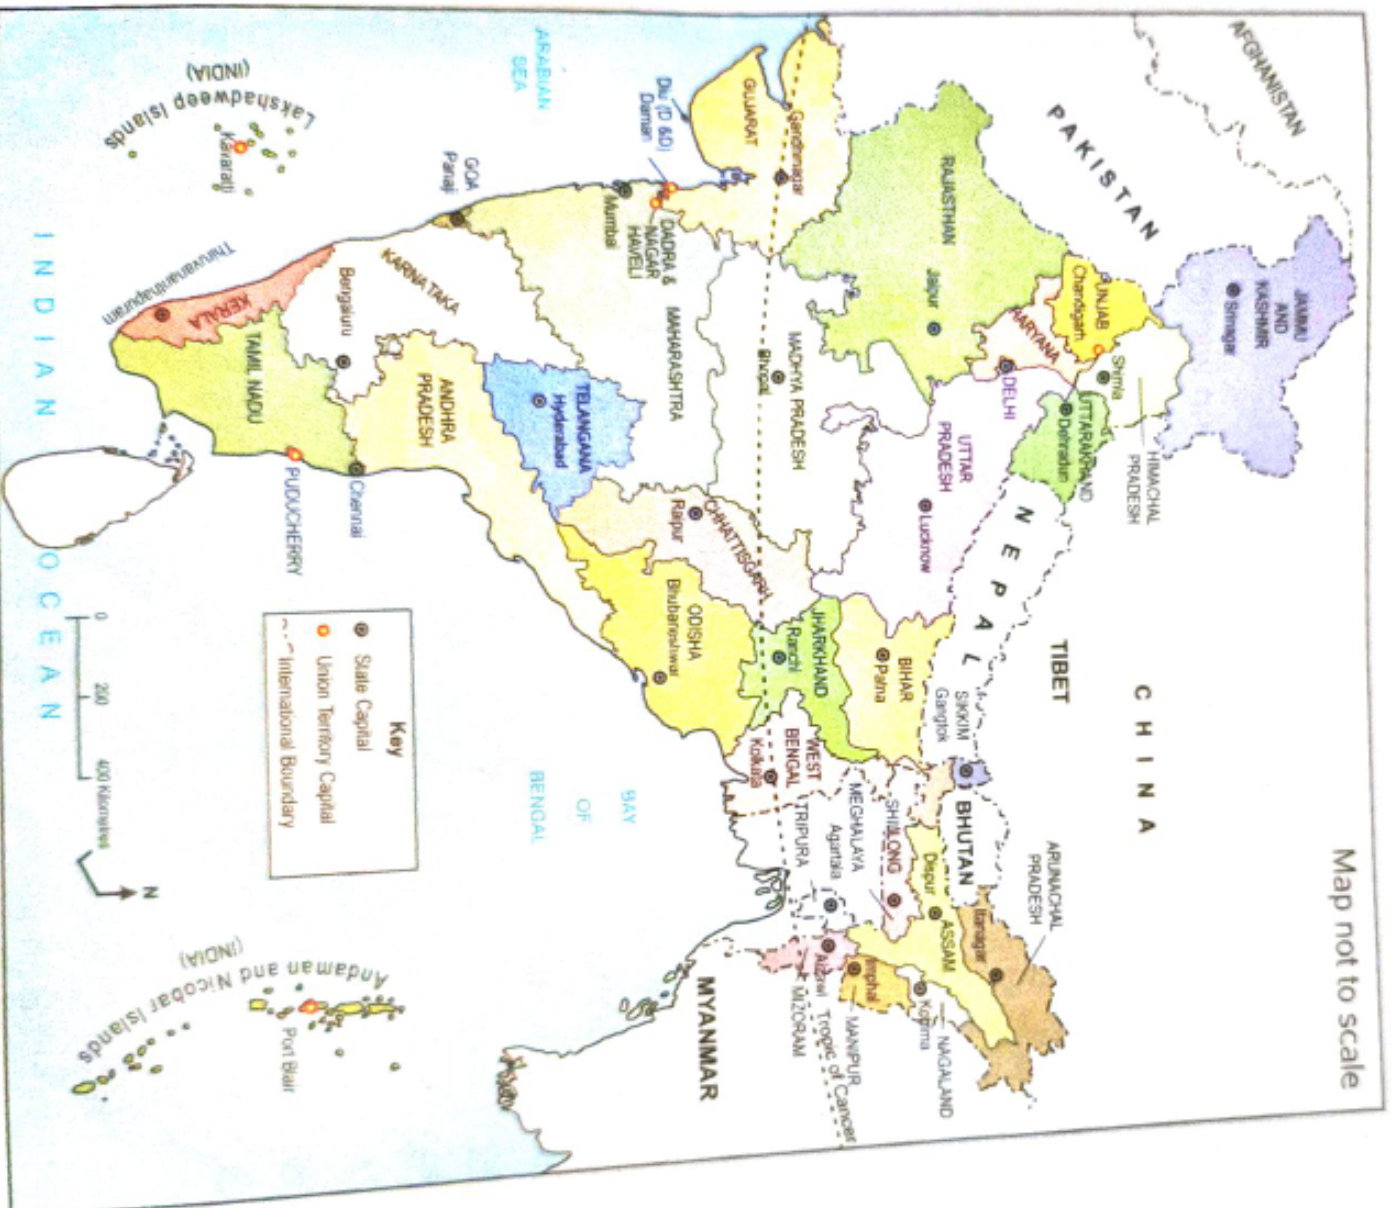 Map not to scale
AFGHANISTAN
PAKISTAN
CHINA
TIBET
NEPAL
BHUTAN
MYANMAR
JAMMU
AND
KASHMIR
Srinagar
HIMACHAL
PRADESH
Shimla
PUNJAB
Chandigarh
UTTARAKHAND
Dehradun
HARYANA
DELHI
RAJASTHAN
Jaipur
UTTAR
PRADESH
Lucknow
BIHAR
Patna
SIKKIM
Gangtok
ARUNACHAL
PRADESH
Itanagar
ASSAM
Dispur
NAGALAND
Kohima
MANIPUR
Imphal
MIZORAM
Aizawl
Tropic of Cancer
TRIPURA
Agartala
MEGHALAYA
SHILLONG
WEST
BENGAL
Kolkata
JHARKHAND
Ranchi
ODISHA
Bhubaneshwar
CHHATTISGARH
Raipur
MADHYA PRADESH
Bhopal
GUJARAT
Gandhinagar
Diu (D &D)
Daman
DADRA &
NAGAR
HAVELI
MAHARASHTRA
Mumbai
TELANGANA
Hyderabad
ANDHRA
PRADESH
GOA
Panaji
KARNATAKA
Bengaluru
KERALA
Thiruvananthapuram
TAMIL NADU
Chennai
PUDUCHERRY
ARABIAN
SEA
BAY
OF
BENGAL
INDIAN OCEAN
Lakshadweep Islands
(INDIA)
Kavaratti
Andaman and Nicobar Islands
(INDIA)
Port Blair
Key
State Capital
Union Territory Capital
International Boundary
0 200 400 Kilometres
N